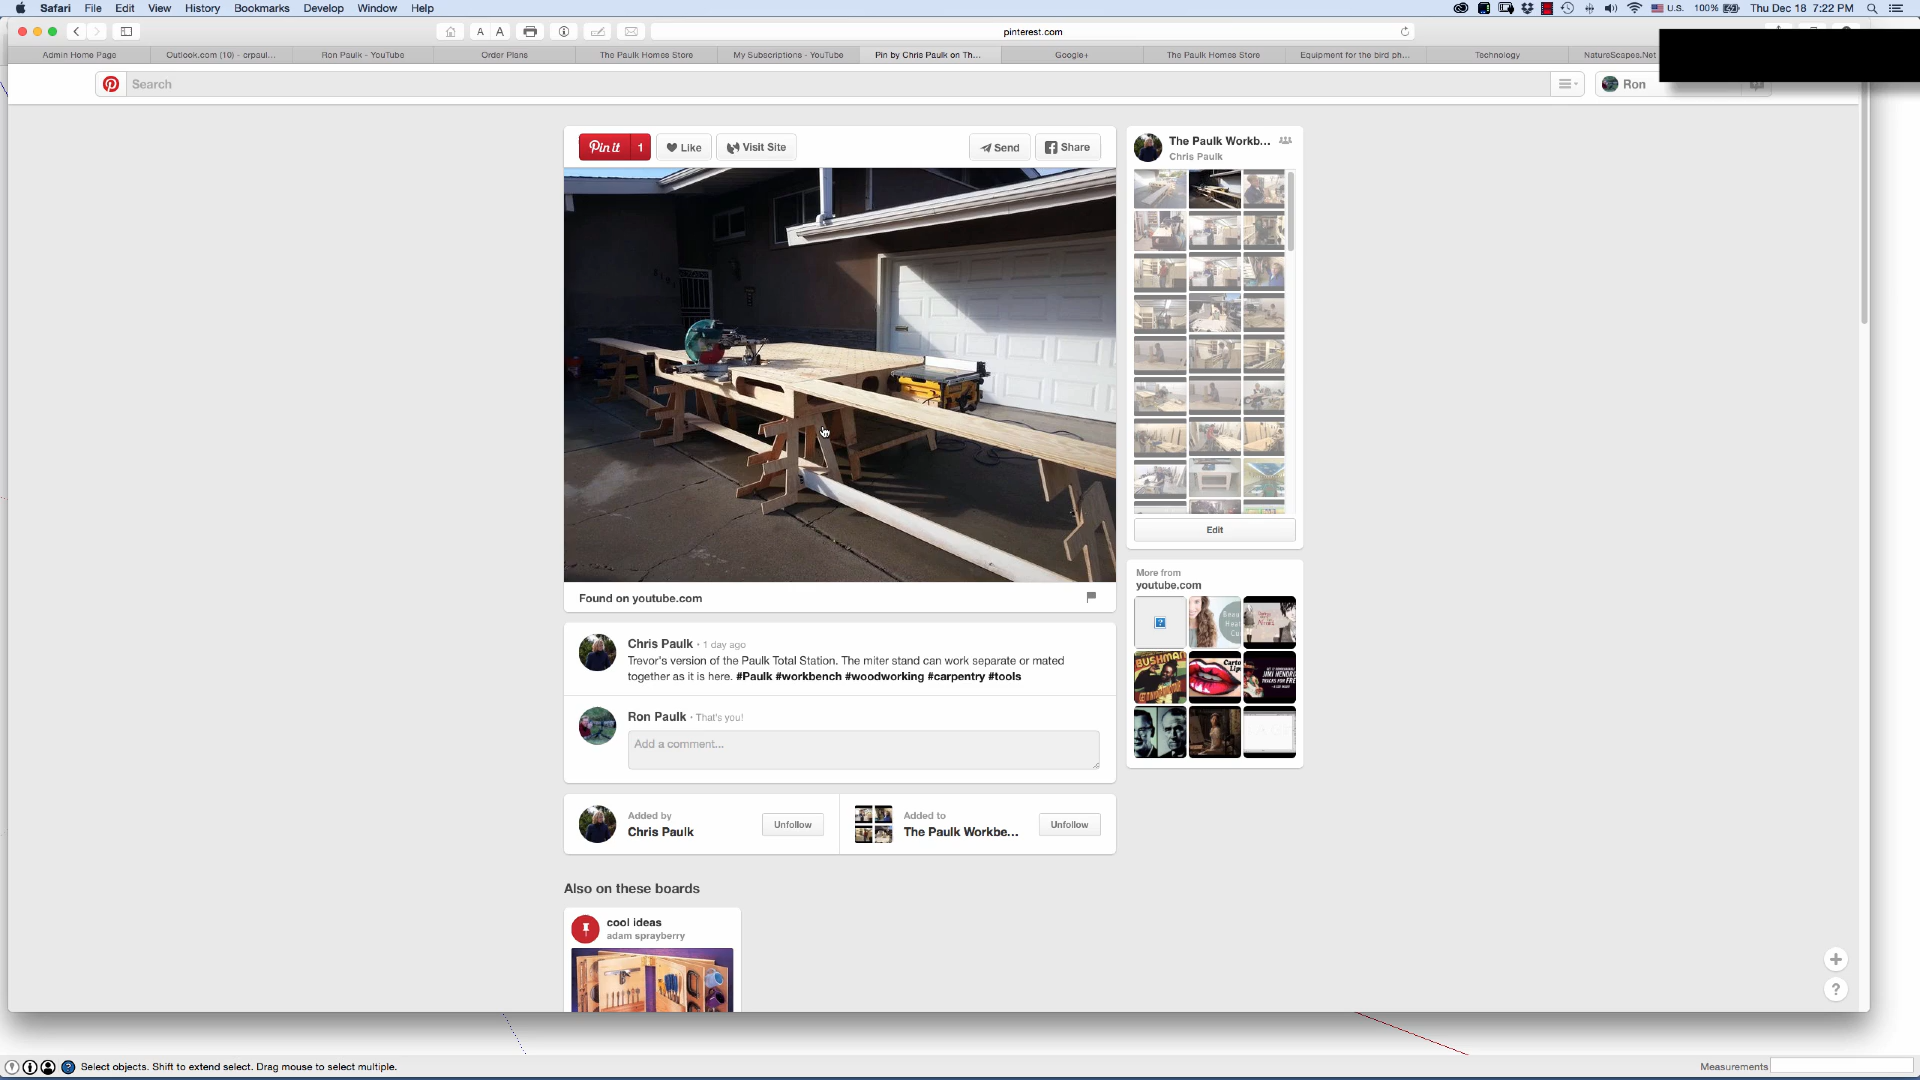 Safari File Edit View History Bookmarks Develop Window Help
U.S. 100% Thu Dec 18 7:22 PM
A A
pinterest.com
Admin Home Page
Outlook.com (10) - crpaul...
Ron Paulk - YouTube
Order Plans
The Paulk Homes Store
My Subscriptions - YouTube
Pin by Chris Paulk on Th...
Google+
The Paulk Homes Store
Equipment for the bird ph...
Technology
NatureScapes.Net
Search
Ron
Pin it 1
Like
Visit Site
Send
Share
The Paulk Workb...
Chris Paulk
Edit
Found on youtube.com
More from
youtube.com
Chris Paulk · 1 day ago
Trevor's version of the Paulk Total Station. The miter stand can work separate or mated
together as it is here. #Paulk #workbench #woodworking #carpentry #tools
Ron Paulk · That's you!
Add a comment...
Added by
Chris Paulk
Unfollow
Added to
The Paulk Workbe...
Unfollow
Also on these boards
cool ideas
adam sprayberry
+
?
Select objects. Shift to extend select. Drag mouse to select multiple.
Measurements